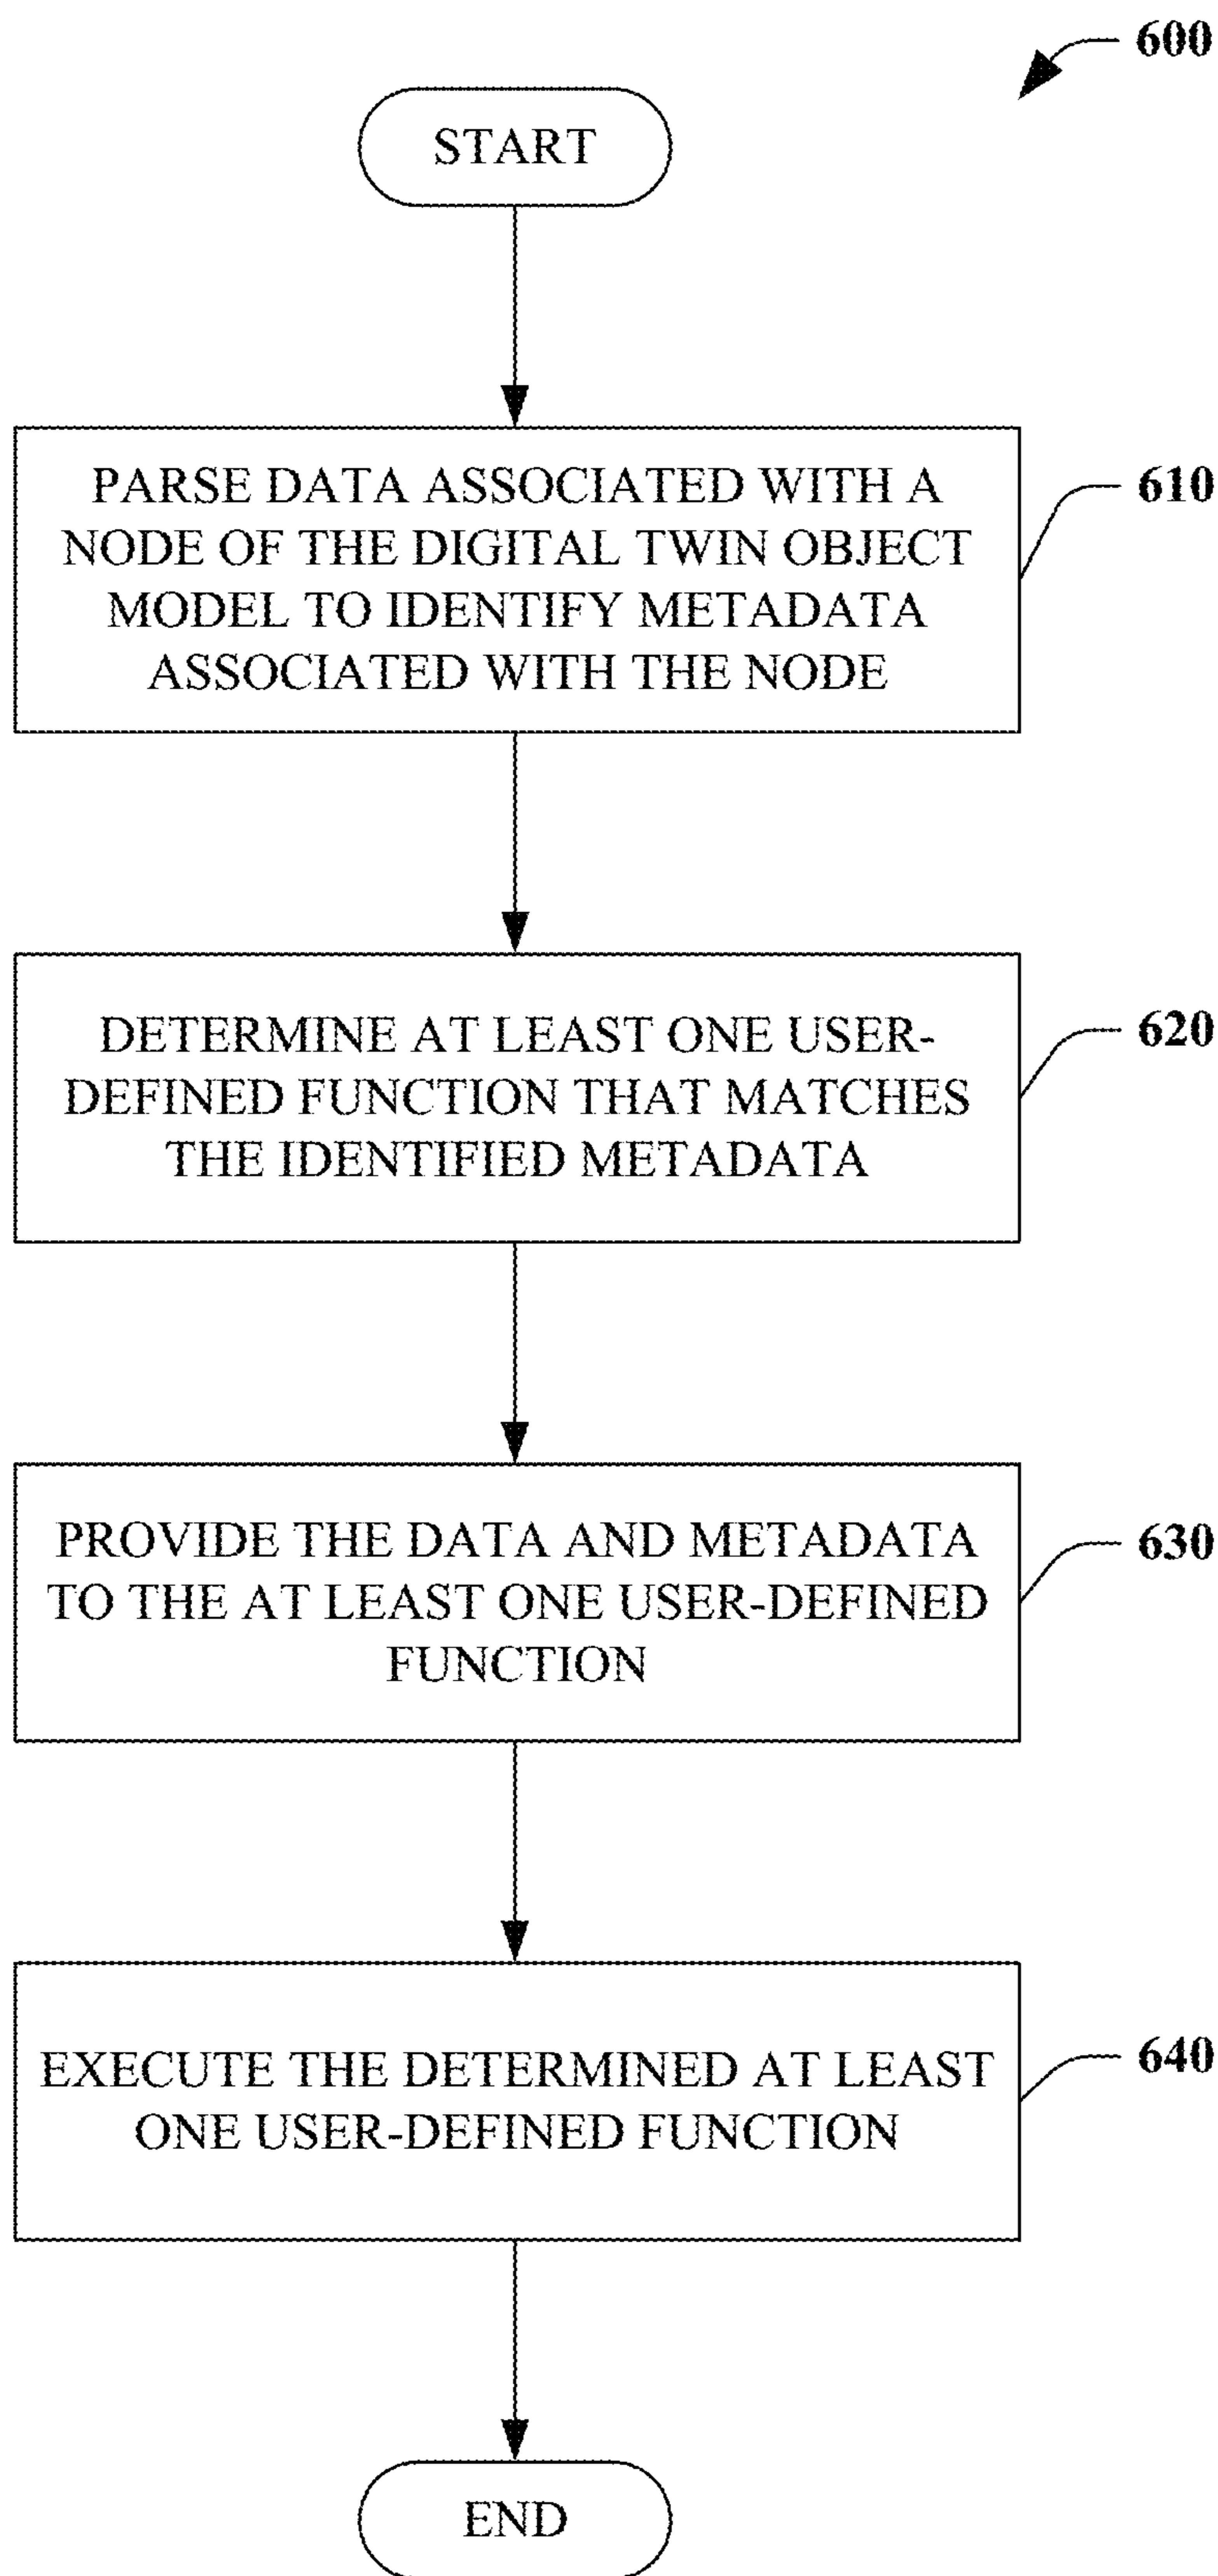 600
START
PARSE DATA ASSOCIATED WITH A
NODE OF THE DIGITAL TWIN OBJECT
MODEL TO IDENTIFY METADATA
ASSOCIATED WITH THE NODE
610
DETERMINE AT LEAST ONE USER-
DEFINED FUNCTION THAT MATCHES
THE IDENTIFIED METADATA
620
PROVIDE THE DATA AND METADATA
TO THE AT LEAST ONE USER-DEFINED
FUNCTION
630
EXECUTE THE DETERMINED AT LEAST
ONE USER-DEFINED FUNCTION
640
END